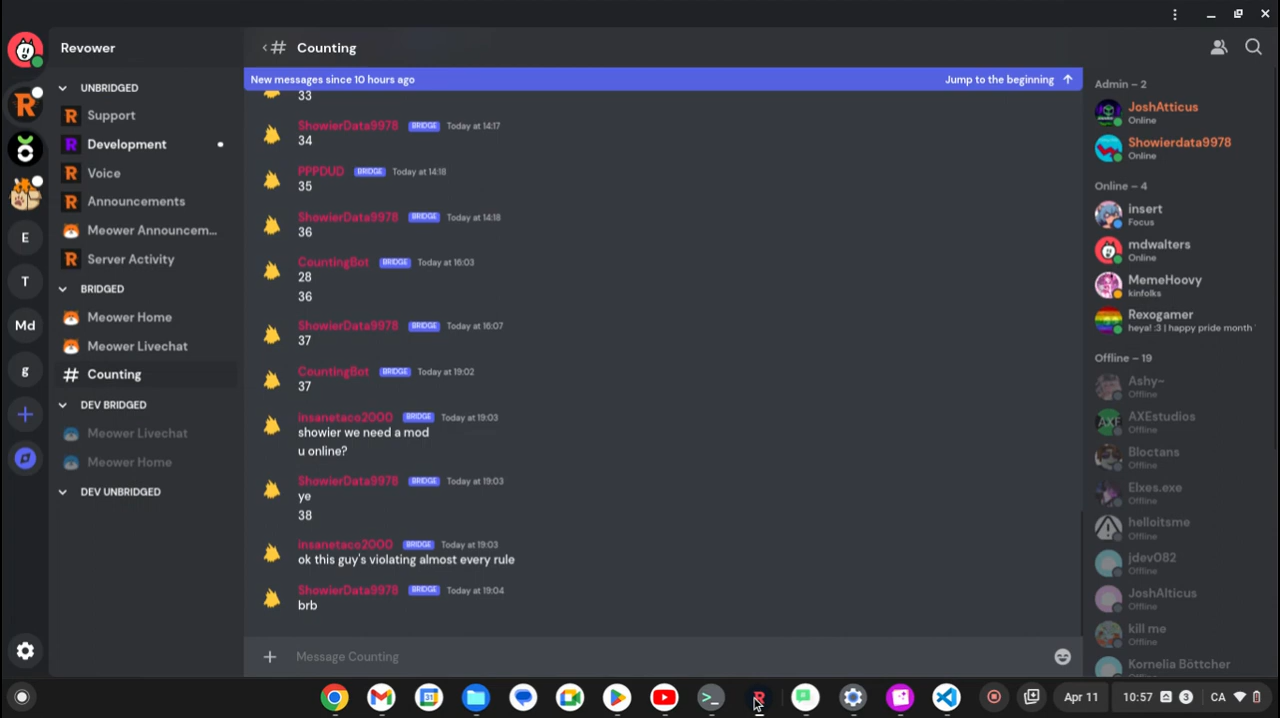 Revower
UNBRIDGED
Support
Development
Voice
Announcements
Meower Announcem...
Server Activity
BRIDGED
Meower Home
Meower Livechat
# Counting
DEV BRIDGED
Meower Livechat
Meower Home
DEV UNBRIDGED
E
T
Md
g
# Counting
New messages since 10 hours ago
Jump to the beginning
33
ShowierData9978 BRIDGE Today at 14:17
34
PPPDUD BRIDGE Today at 14:18
35
ShowierData9978 BRIDGE Today at 14:18
36
CountingBot BRIDGE Today at 16:03
28
36
ShowierData9978 BRIDGE Today at 16:07
37
CountingBot BRIDGE Today at 19:02
37
insanetaco2000 BRIDGE Today at 19:03
showier we need a mod
u online?
ShowierData9978 BRIDGE Today at 19:03
ye
38
insanetaco2000 BRIDGE Today at 19:03
ok this guy's violating almost every rule
ShowierData9978 BRIDGE Today at 19:04
brb
Message Counting
Admin – 2
JoshAtticus
Online
Showierdata9978
Online
Online – 4
insert
Focus
mdwalters
Online
MemeHoovy
kinfolks
Rexogamer
heya! :3 | happy pride month
Offline – 19
Ashy~
Offline
AXEstudios
Offline
Bloctans
Offline
Elxes.exe
Offline
helloitsme
Offline
jdev082
Offline
JoshAlticus
Offline
kill me
Offline
Kornelia Böttcher
Offline
Apr 11
10:57
3
CA